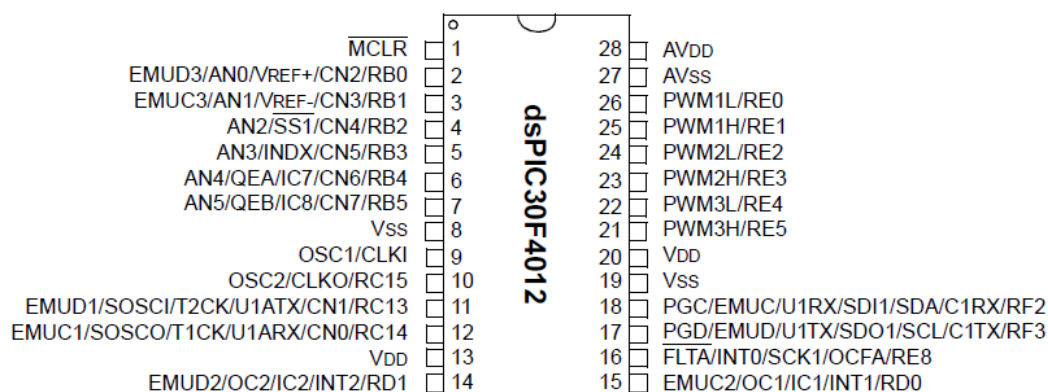 MCLR 1 28 AVDD
EMUD3/AN0/VREF+/CN2/RB0 2 27 AVSS
EMUC3/AN1/VREF-/CN3/RB1 3 26 PWM1L/RE0
AN2/SS1/CN4/RB2 4 25 PWM1H/RE1
AN3/INDX/CN5/RB3 5 24 PWM2L/RE2
AN4/QEA/IC7/CN6/RB4 6 23 PWM2H/RE3
AN5/QEB/IC8/CN7/RB5 7 22 PWM3L/RE4
VSS 8 21 PWM3H/RE5
OSC1/CLKI 9 20 VDD
OSC2/CLKO/RC15 10 19 VSS
EMUD1/SOSCI/T2CK/U1ATX/CN1/RC13 11 18 PGC/EMUC/U1RX/SDI1/SDA/C1RX/RF2
EMUC1/SOSCO/T1CK/U1ARX/CN0/RC14 12 17 PGD/EMUD/U1TX/SDO1/SCL/C1TX/RF3
VDD 13 16 FLTA/INT0/SCK1/OCFA/RE8
EMUD2/OC2/IC2/INT2/RD1 14 15 EMUC2/OC1/IC1/INT1/RD0
dsPIC30F4012